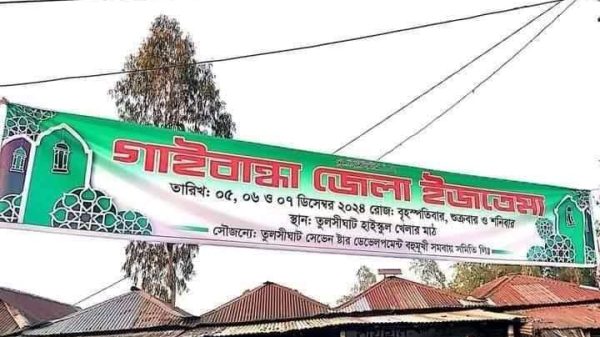 গাইবান্ধা জেলা ইজতেমা
তারিখ: ০৫, ০৬ ও ০৭ ডিসেম্বর ২০২৪ রোজ: বৃহস্পতিবার, শুক্রবার ও শনিবার
স্থান: তুলসীঘাট হাইস্কুল খেলার মাঠ
সৌজন্যে: তুলসীঘাট সেভেন ষ্টার ডেভেলপমেন্ট বহুমূখী সমবায় সমিতি লিঃ